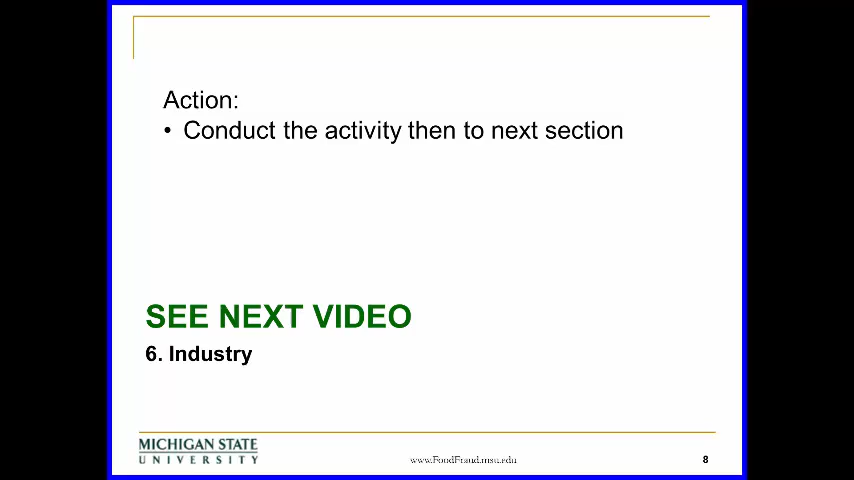 Action:
• Conduct the activity then to next section
SEE NEXT VIDEO
6. Industry
MICHIGAN STATE
UNIVERSITY
www.FoodFraud.msu.edu
8